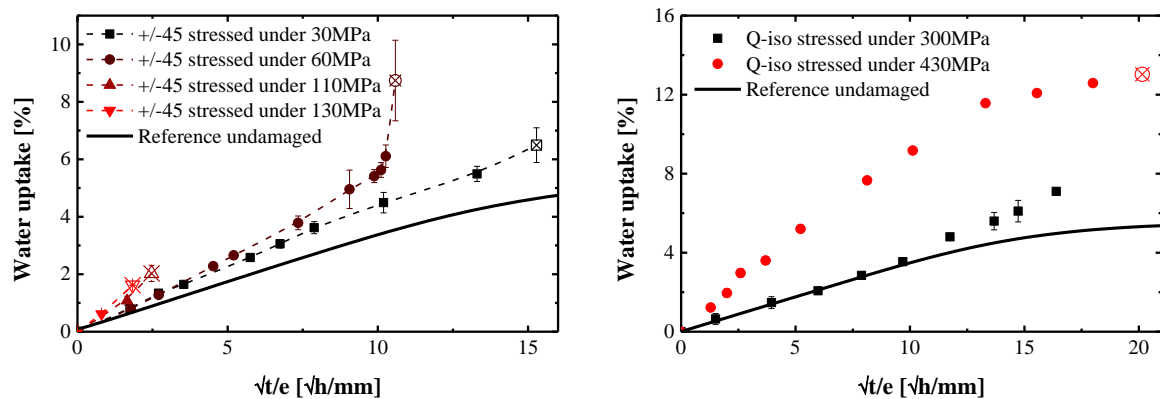 +/-45 stressed under 30MPa
+/-45 stressed under 60MPa
+/-45 stressed under 110MPa
+/-45 stressed under 130MPa
Reference undamaged
10
8
6
4
2
0
Water uptake [%]
0
5
10
15
√t/e [√h/mm]
Q-iso stressed under 300MPa
Q-iso stressed under 430MPa
Reference undamaged
16
12
8
4
0
Water uptake [%]
0
5
10
15
20
√t/e [√h/mm]